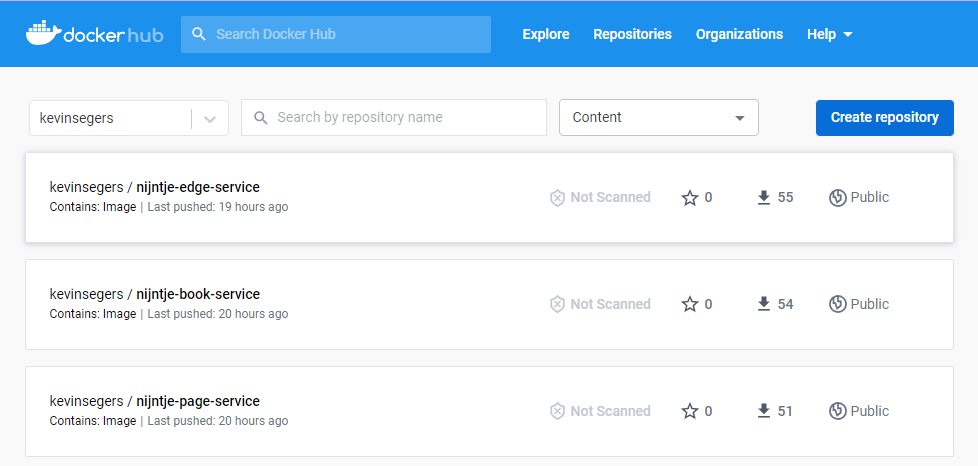 docker hub Search Docker Hub Explore Repositories Organizations Help
kevinsegers Search by repository name Content Create repository
kevinsegers / nijntje-edge-service Not Scanned 0 55 Public
Contains: Image | Last pushed: 19 hours ago
kevinsegers / nijntje-book-service Not Scanned 0 54 Public
Contains: Image | Last pushed: 20 hours ago
kevinsegers / nijntje-page-service Not Scanned 0 51 Public
Contains: Image | Last pushed: 20 hours ago